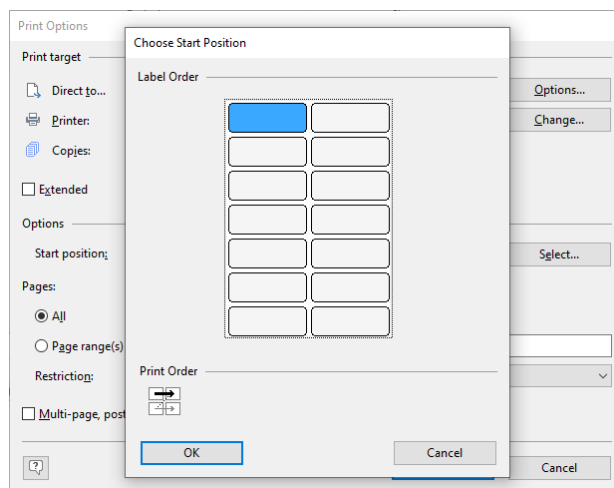 Print Options
Print target
Direct to...
Options...
Printer:
Change...
Copies:
Extended
Options
Start position:
Select...
Pages:
All
Page range(s)
Restriction:
Multi-page, post
Cancel
Choose Start Position
Label Order
Print Order
OK
Cancel